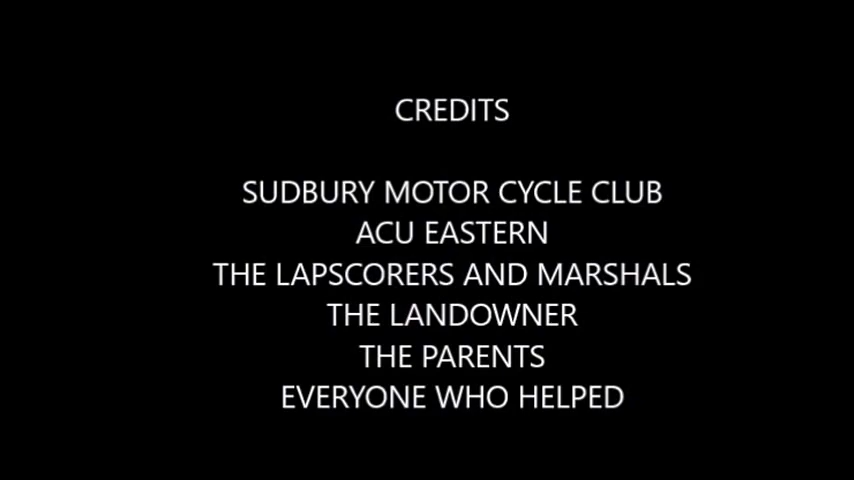 CREDITS
SUDBURY MOTOR CYCLE CLUB
ACU EASTERN
THE LAPSCORERS AND MARSHALS
THE LANDOWNER
THE PARENTS
EVERYONE WHO HELPED